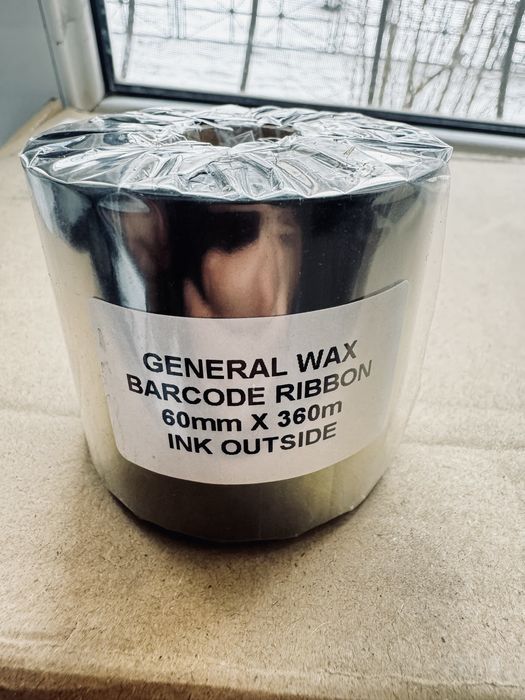 GENERAL WAX
BARCODE RIBBON
60mm X 360m
INK OUTSIDE